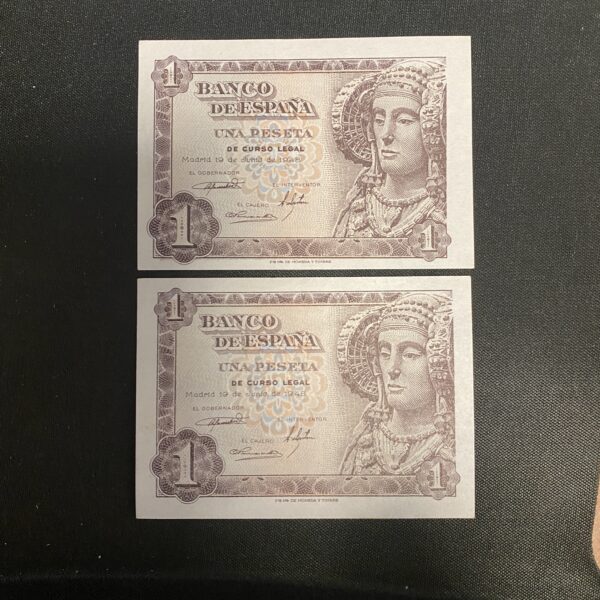 1
BANCO
DE ESPAÑA
UNA PESETA
DE CURSO LEGAL
Madrid 19 de Junio de 1948
EL GOBERNADOR
EL INTERVENTOR
EL CAJERO
1
1
1
BANCO
DE ESPAÑA
UNA PESETA
DE CURSO LEGAL
Madrid 19 de Junio de 1948
EL GOBERNADOR
EL INTERVENTOR
EL CAJERO
1
1